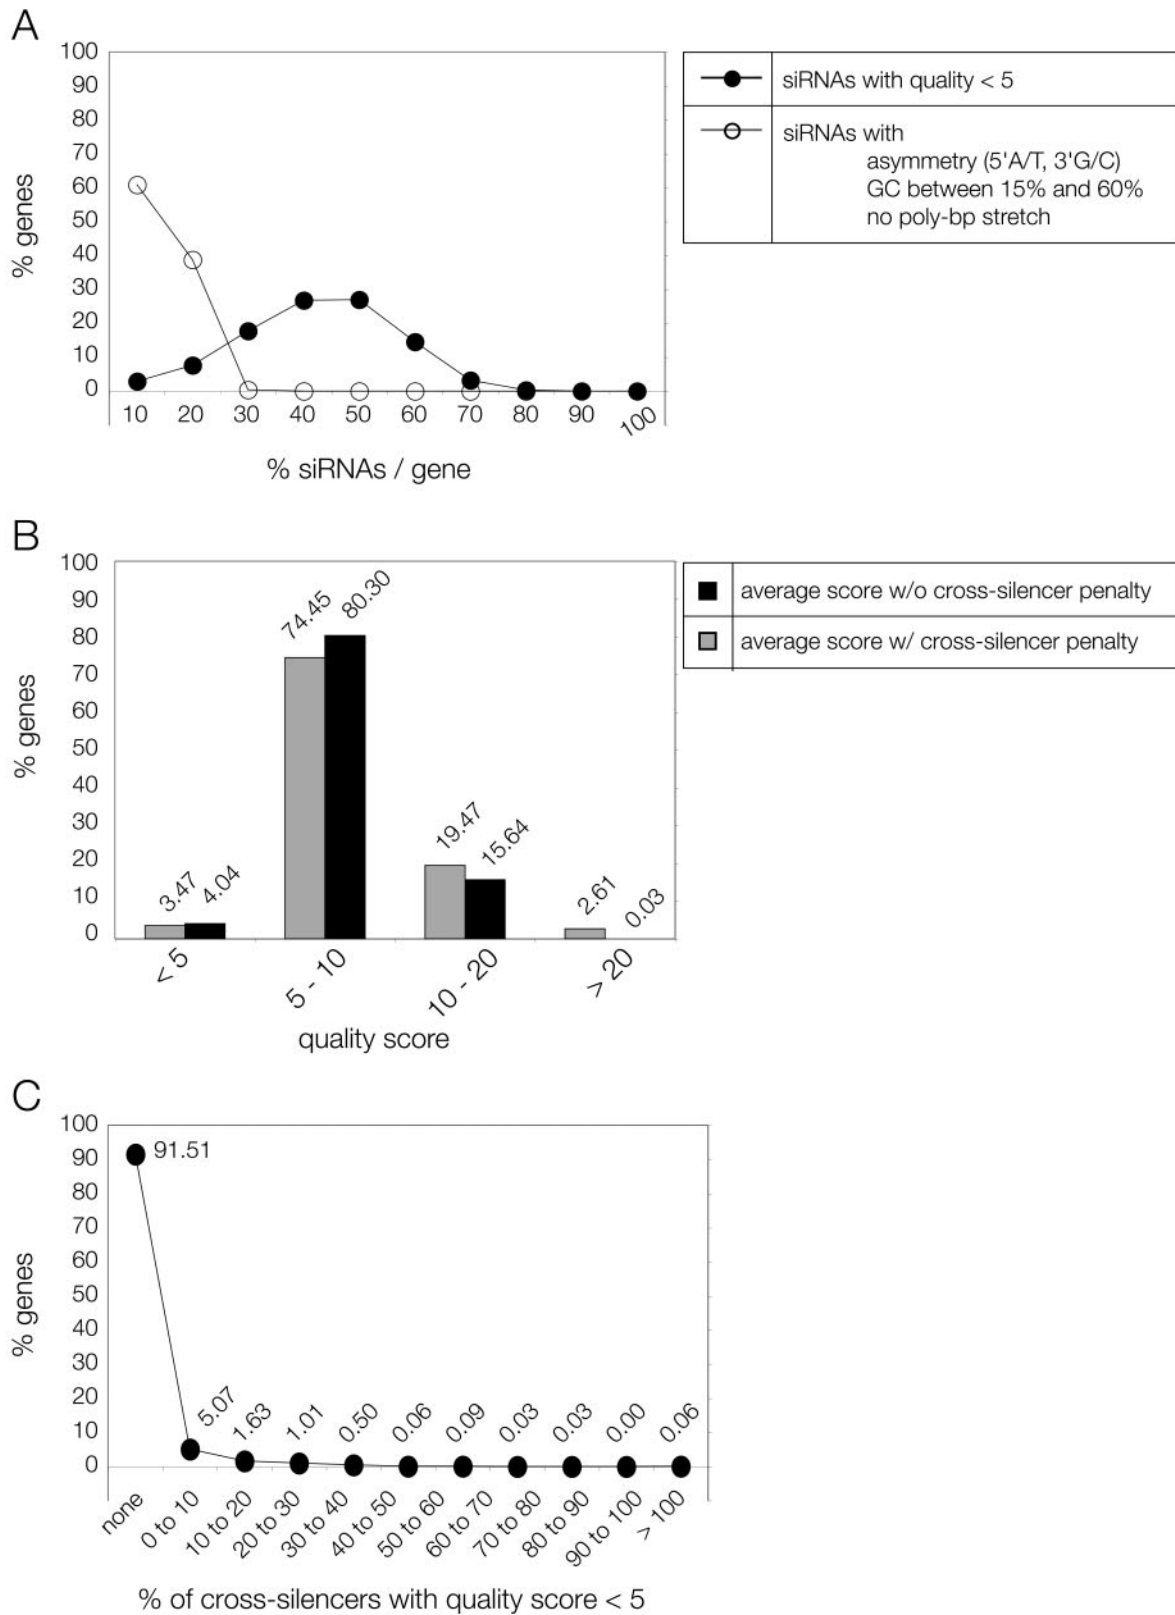 A
100
90
80
70
60
50
40
30
20
10
0
% genes
10 20 30 40 50 60 70 80 90 100
% siRNAs / gene
siRNAs with quality < 5
siRNAs with
asymmetry (5'A/T, 3'G/C)
GC between 15% and 60%
no poly-bp stretch
B
100
90
80
70
60
50
40
30
20
10
0
% genes
3.47 4.04 74.45 80.30 19.47 15.64 2.61 0.03
< 5 5 - 10 10 - 20 > 20
quality score
average score w/o cross-silencer penalty
average score w/ cross-silencer penalty
C
100
90
80
70
60
50
40
30
20
10
0
% genes
91.51 5.07 1.63 1.01 0.50 0.06 0.09 0.03 0.03 0.00 0.06
none 0 to 10 10 to 20 20 to 30 30 to 40 40 to 50 50 to 60 60 to 70 70 to 80 80 to 90 90 to 100 > 100
% of cross-silencers with quality score < 5